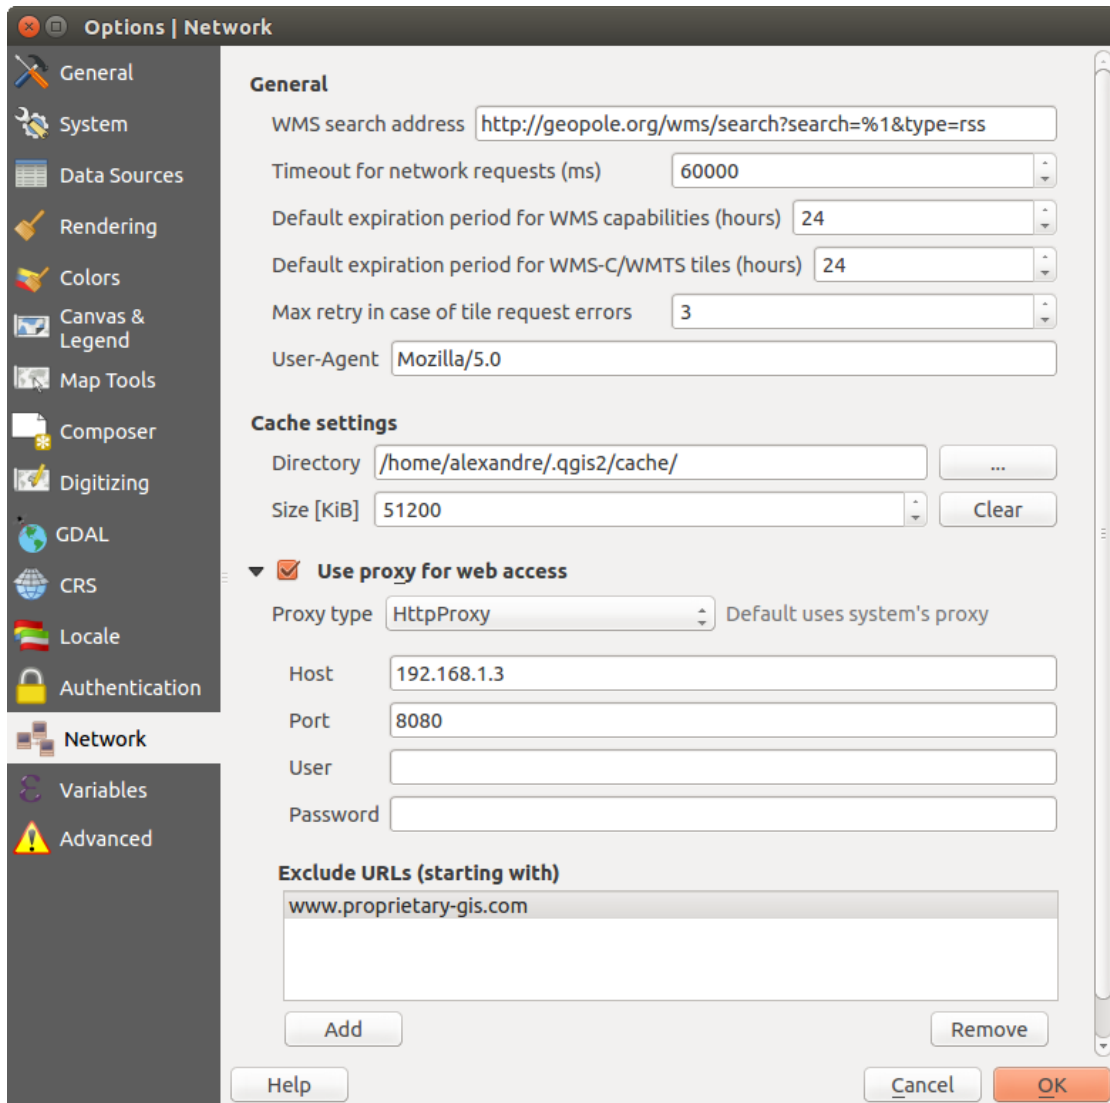 Options | Network
General
System
Data Sources
Rendering
Colors
Canvas &
Legend
Map Tools
Composer
Digitizing
GDAL
CRS
Locale
Authentication
Network
Variables
Advanced
General
WMS search address http://geopole.org/wms/search?search=%1&type=rss
Timeout for network requests (ms) 60000
Default expiration period for WMS capabilities (hours) 24
Default expiration period for WMS-C/WMTS tiles (hours) 24
Max retry in case of tile request errors 3
User-Agent Mozilla/5.0
Cache settings
Directory /home/alexandre/.qgis2/cache/ ...
Size [KiB] 51200 Clear
Use proxy for web access
Proxy type HttpProxy Default uses system's proxy
Host 192.168.1.3
Port 8080
User
Password
Exclude URLs (starting with)
www.proprietary-gis.com
Add Remove
Help Cancel OK